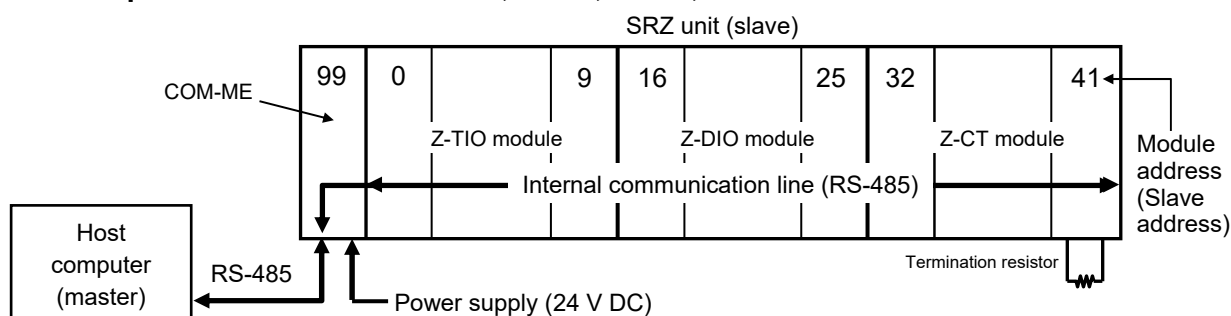 SRZ unit (slave)
99 0 9 16 25 32 41
COM-ME
Z-TIO module Z-DIO module Z-CT module
Module
address
(Slave
address)
Internal communication line (RS-485)
Host
computer
(master)
RS-485
Termination resistor
Power supply (24 V DC)